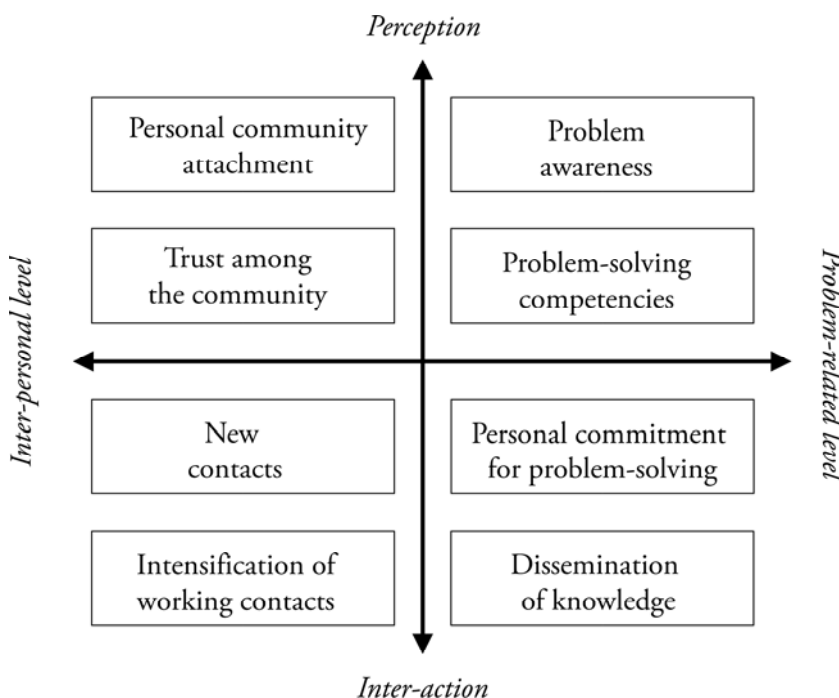 Perception
Personal community
attachment
Problem
awareness
Trust among
the community
Problem-solving
competencies
Inter-personal level
Problem-related level
New
contacts
Personal commitment
for problem-solving
Intensification of
working contacts
Dissemination
of knowledge
Inter-action